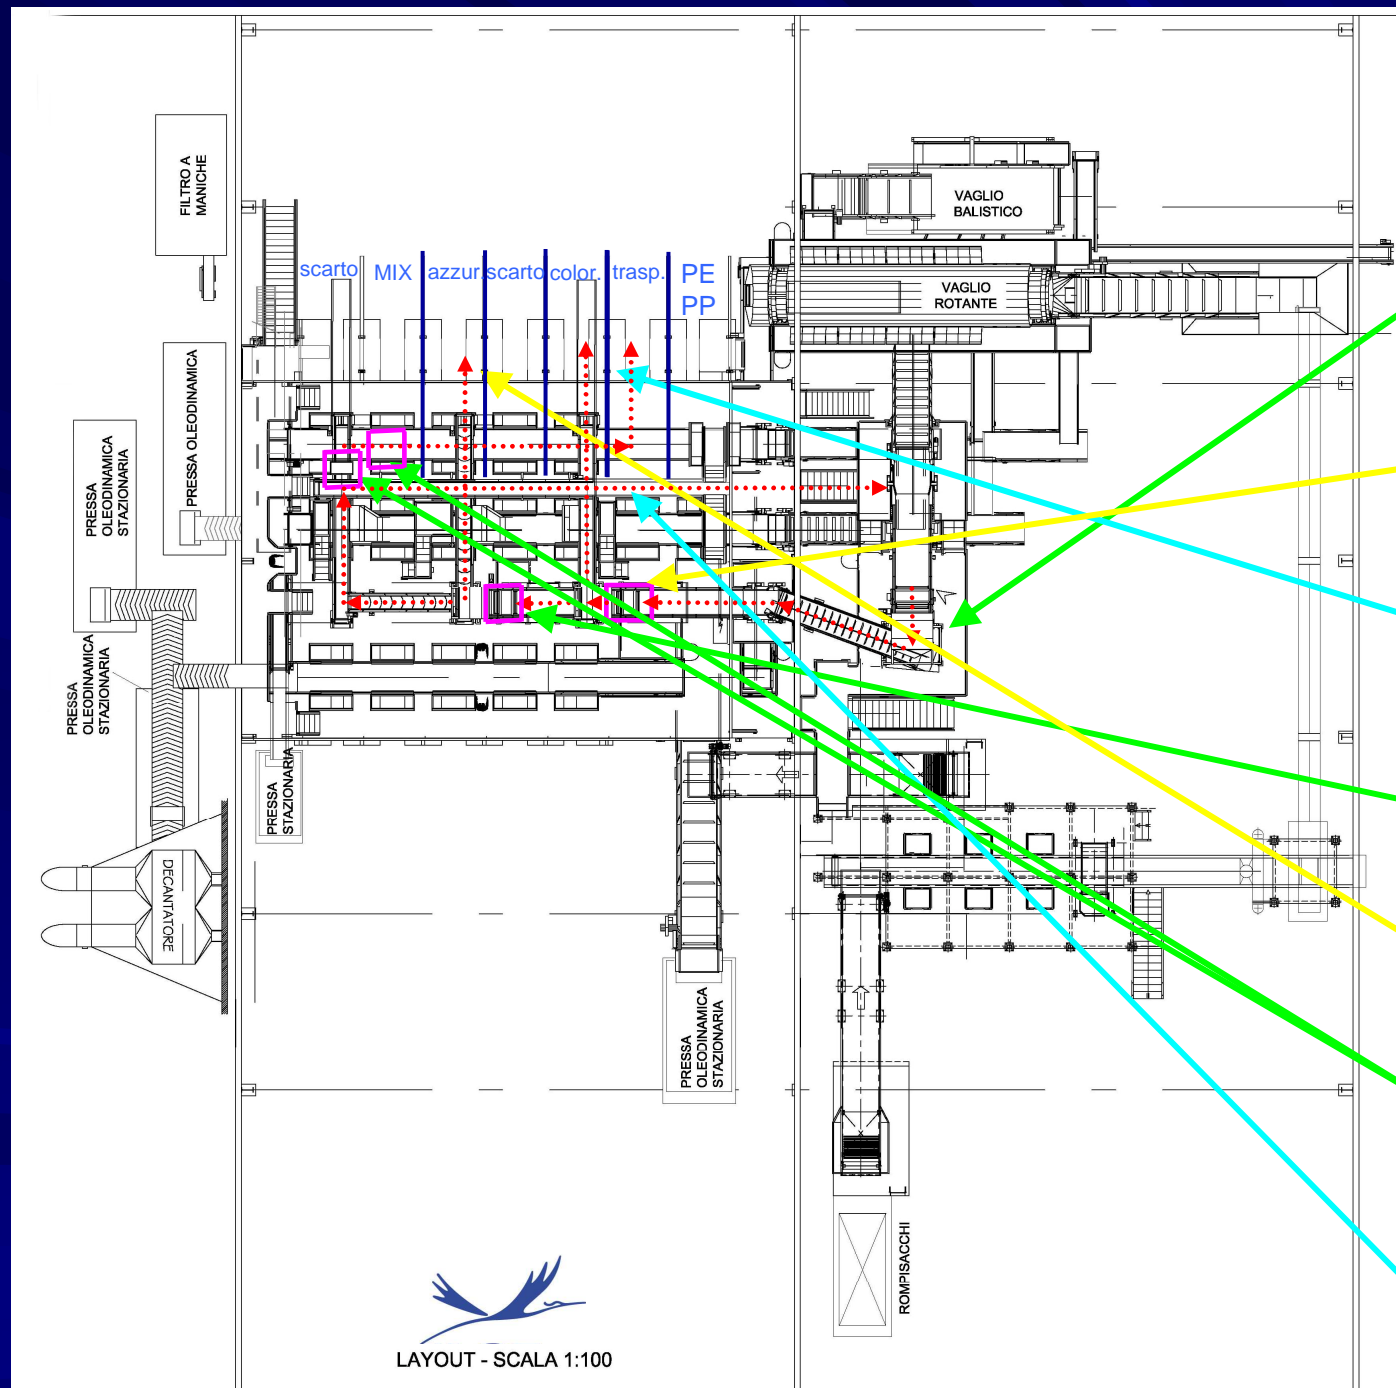 FILTRO A
MANICHE
VAGLIO
BALISTICO
scarto
MIX
azzur.
scarto
color.
trasp.
PE
PP
VAGLIO
ROTANTE
PRESSA OLEODINAMICA
PRESSA
OLEODINAMICA
STAZIONARIA
PRESSA
OLEODINAMICA
STAZIONARIA
PRESSA
STAZIONARIA
DECANTATORE
PRESSA
OLEODINAMICA
STAZIONARIA
ROMPISACCHI
LAYOUT - SCALA 1:100